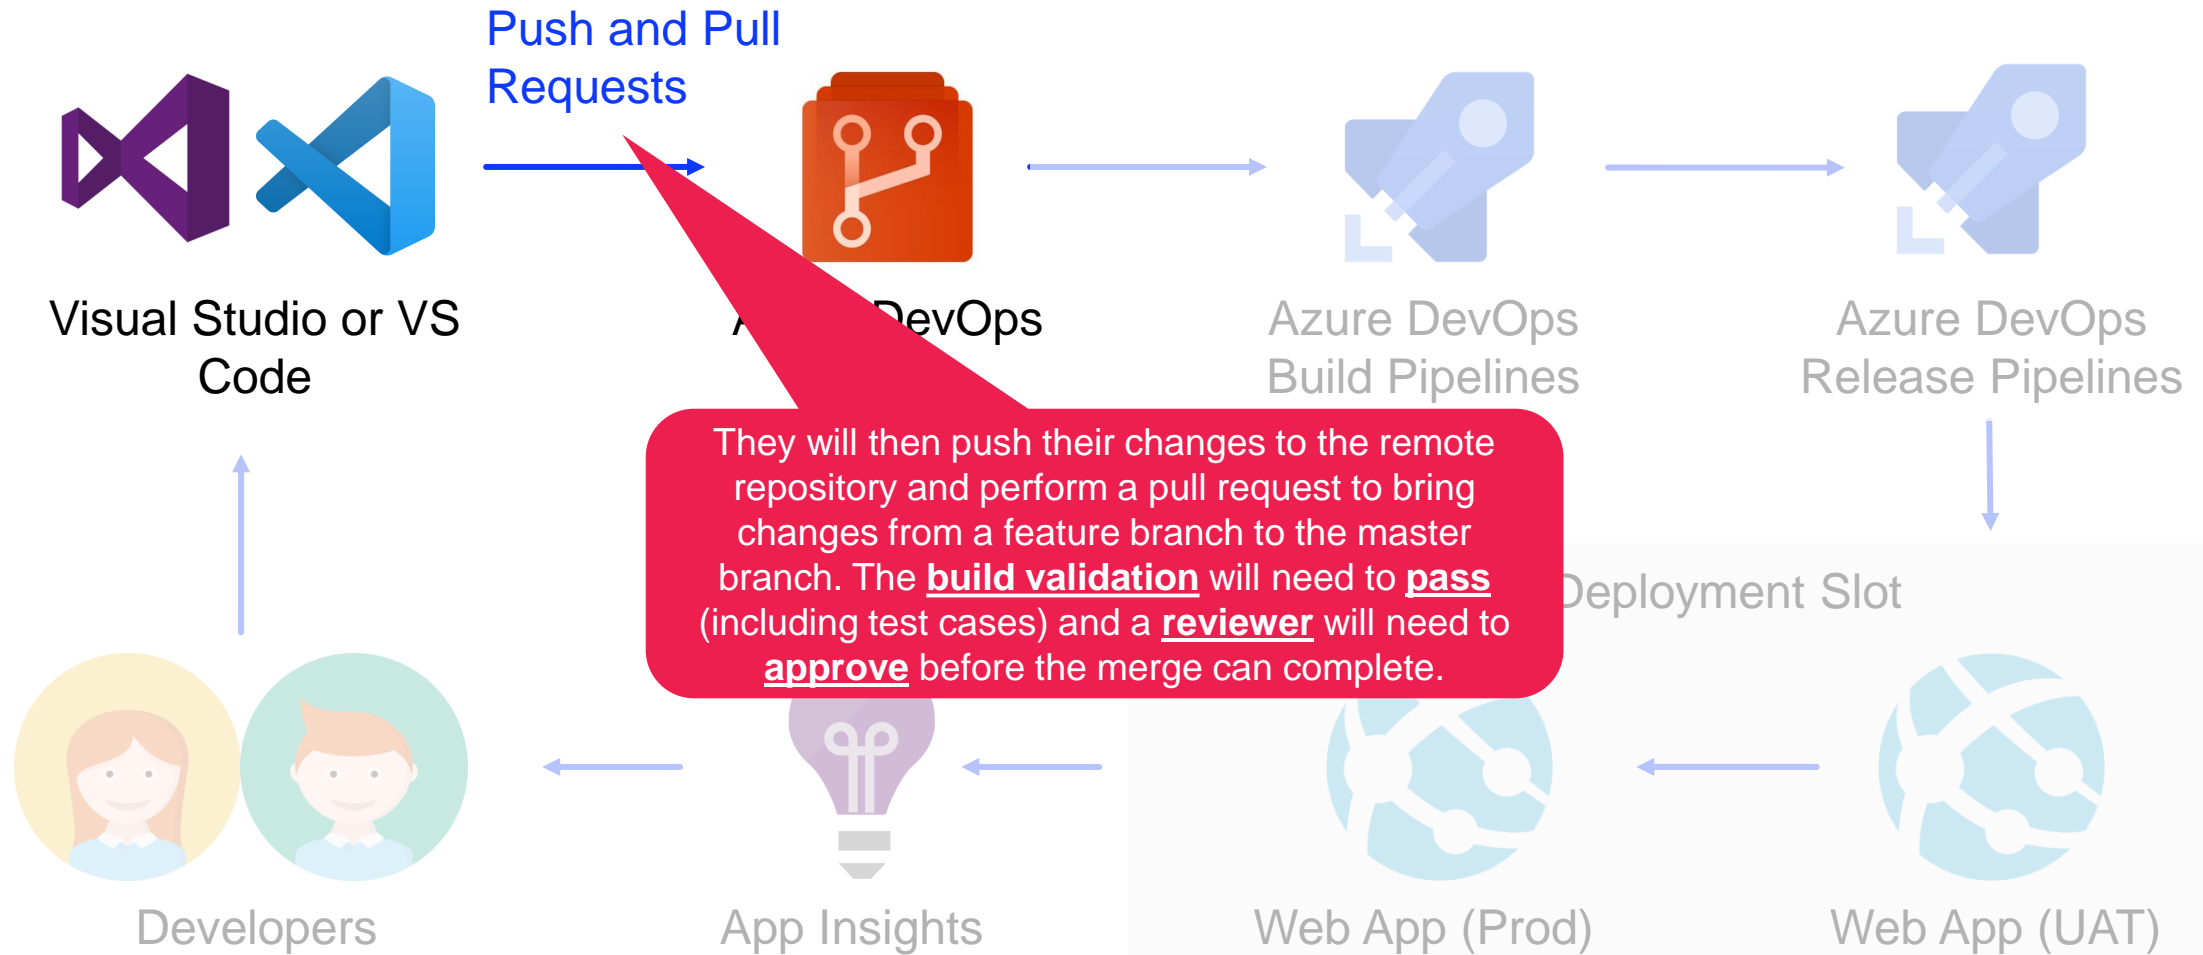 Push and Pull
Requests
Visual Studio or VS
Code
DevOps
Azure DevOps
Build Pipelines
Azure DevOps
Release Pipelines
They will then push their changes to the remote
repository and perform a pull request to bring
changes from a feature branch to the master
branch. The build validation will need to pass
(including test cases) and a reviewer will need to
approve before the merge can complete.
Deployment Slot
Developers
App Insights
Web App (Prod)
Web App (UAT)